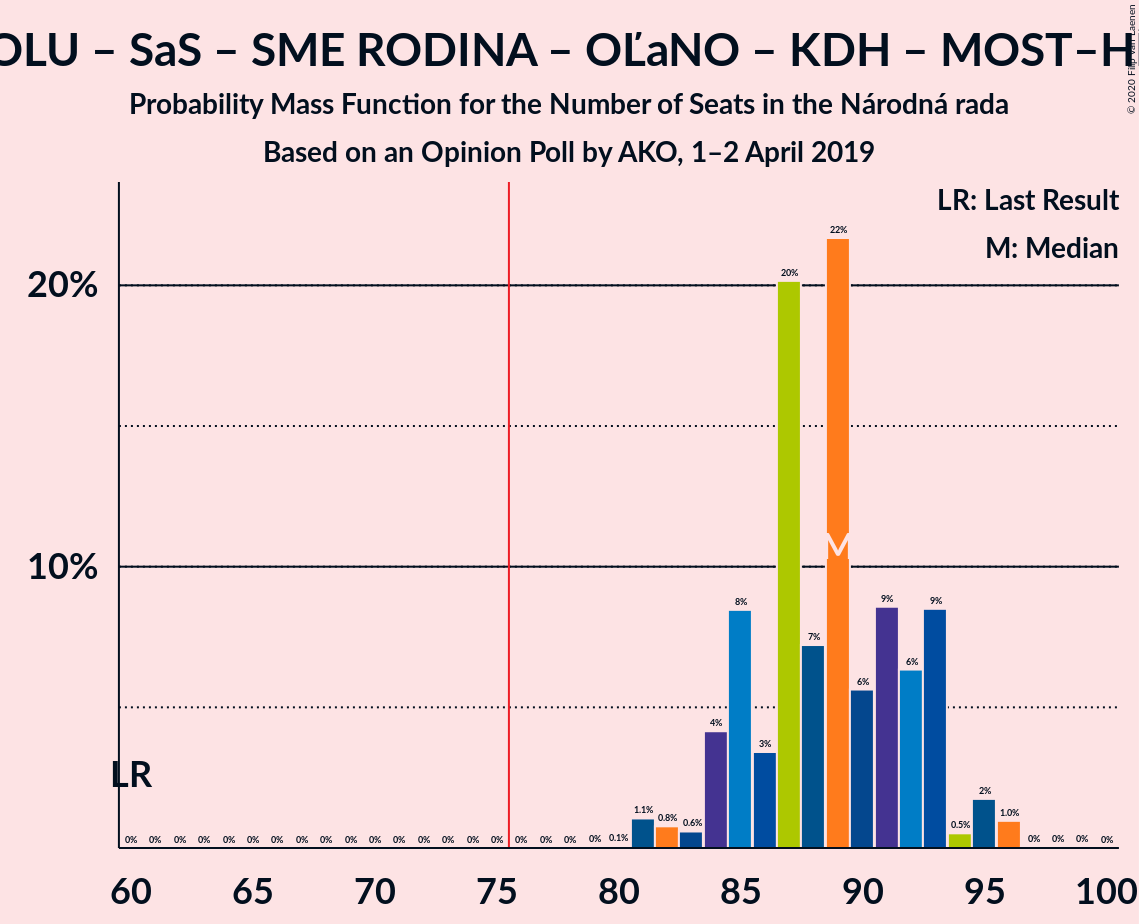 OLU – SaS – SME RODINA – OĽaNO – KDH – MOST–H
Probability Mass Function for the Number of Seats in the Národná rada
Based on an Opinion Poll by AKO, 1–2 April 2019
© 2020 Filip van Laenen
LR: Last Result
M: Median
20%
10%
LR
M
0% 0% 0% 0% 0% 0% 0% 0% 0% 0% 0% 0% 0% 0% 0% 0% 0% 0% 0% 0% 0.1% 1.1% 0.8% 0.6% 4% 8% 3% 20% 7% 22% 6% 9% 6% 9% 0.5% 2% 1.0% 0% 0% 0% 0%
60 65 70 75 80 85 90 95 100